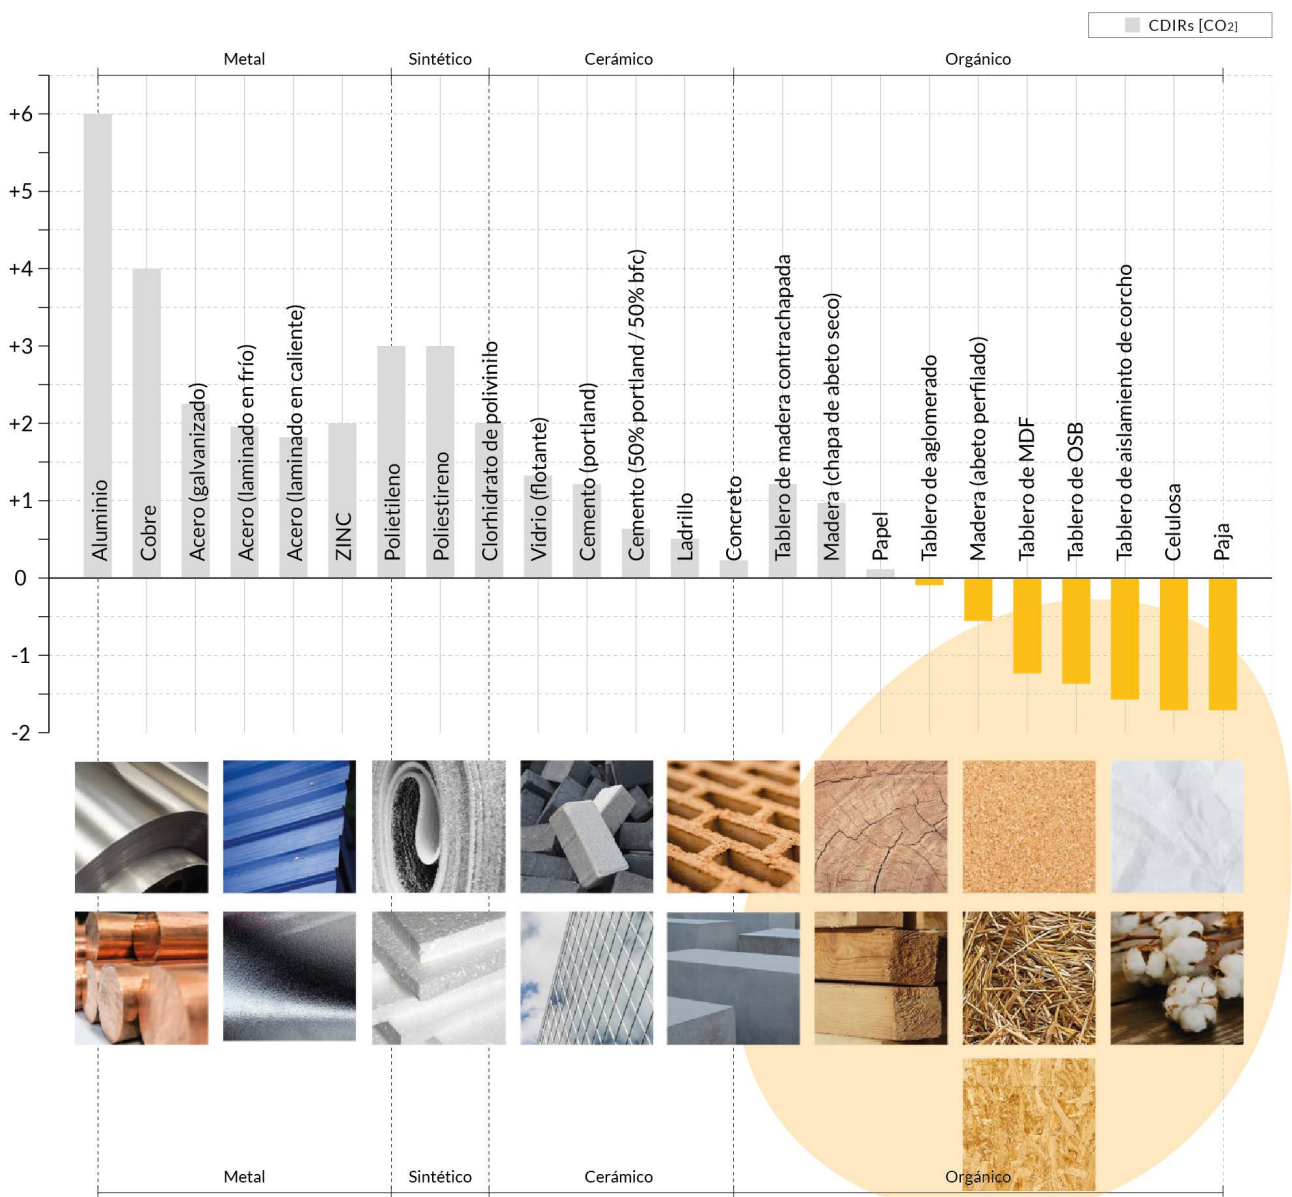 CDIRs [CO2]
Metal
Sintético
Cerámico
Orgánico
+6
+5
+4
+3
+2
+1
0
-1
-2
Aluminio
Cobre
Acero (galvanizado)
Acero (laminado en frío)
Acero (laminado en caliente)
ZINC
Polietileno
Poliestireno
Clorhidrato de polivinilo
Vidrio (flotante)
Cemento (portland)
Cemento (50% portland / 50% bfc)
Ladrillo
Concreto
Tablero de madera contrachapada
Madera (chapa de abeto seco)
Papel
Tablero de aglomerado
Madera (abeto perfilado)
Tablero de MDF
Tablero de OSB
Tablero de aislamiento de corcho
Celulosa
Paja
Metal
Sintético
Cerámico
Orgánico